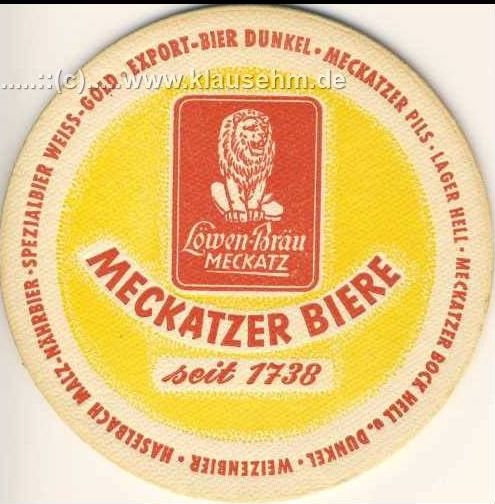 ......::(c)....www.klausehm.de
SPEZIALBIER WEISS-GOLD · EXPORT-BIER DUNKEL · MECKATZER PILS · LAGER HELL · MECKATZER BOCK HELL u. DUNKEL · WEIZENBIER · HASELBACH MALZ-NÄHRBIER ·
Löwen-Bräu
MECKATZ
MECKATZER BIERE
seit 1738